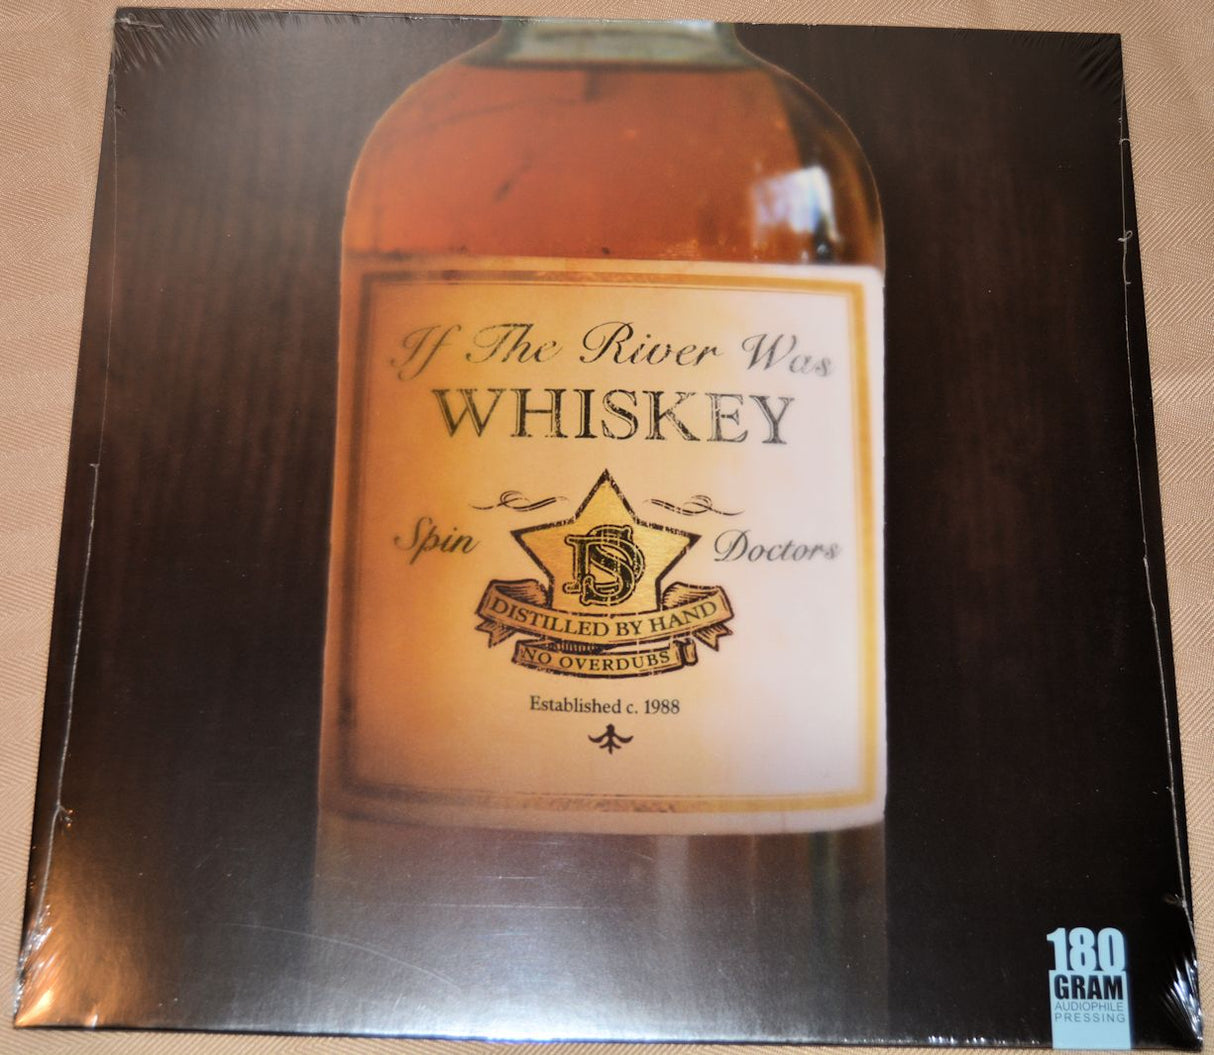 If The River Was
WHISKEY
Spin Doctors
DS
DISTILLED BY HAND
NO OVERDUBS
Established c. 1988
180
GRAM
AUDIOPHILE
PRESSING